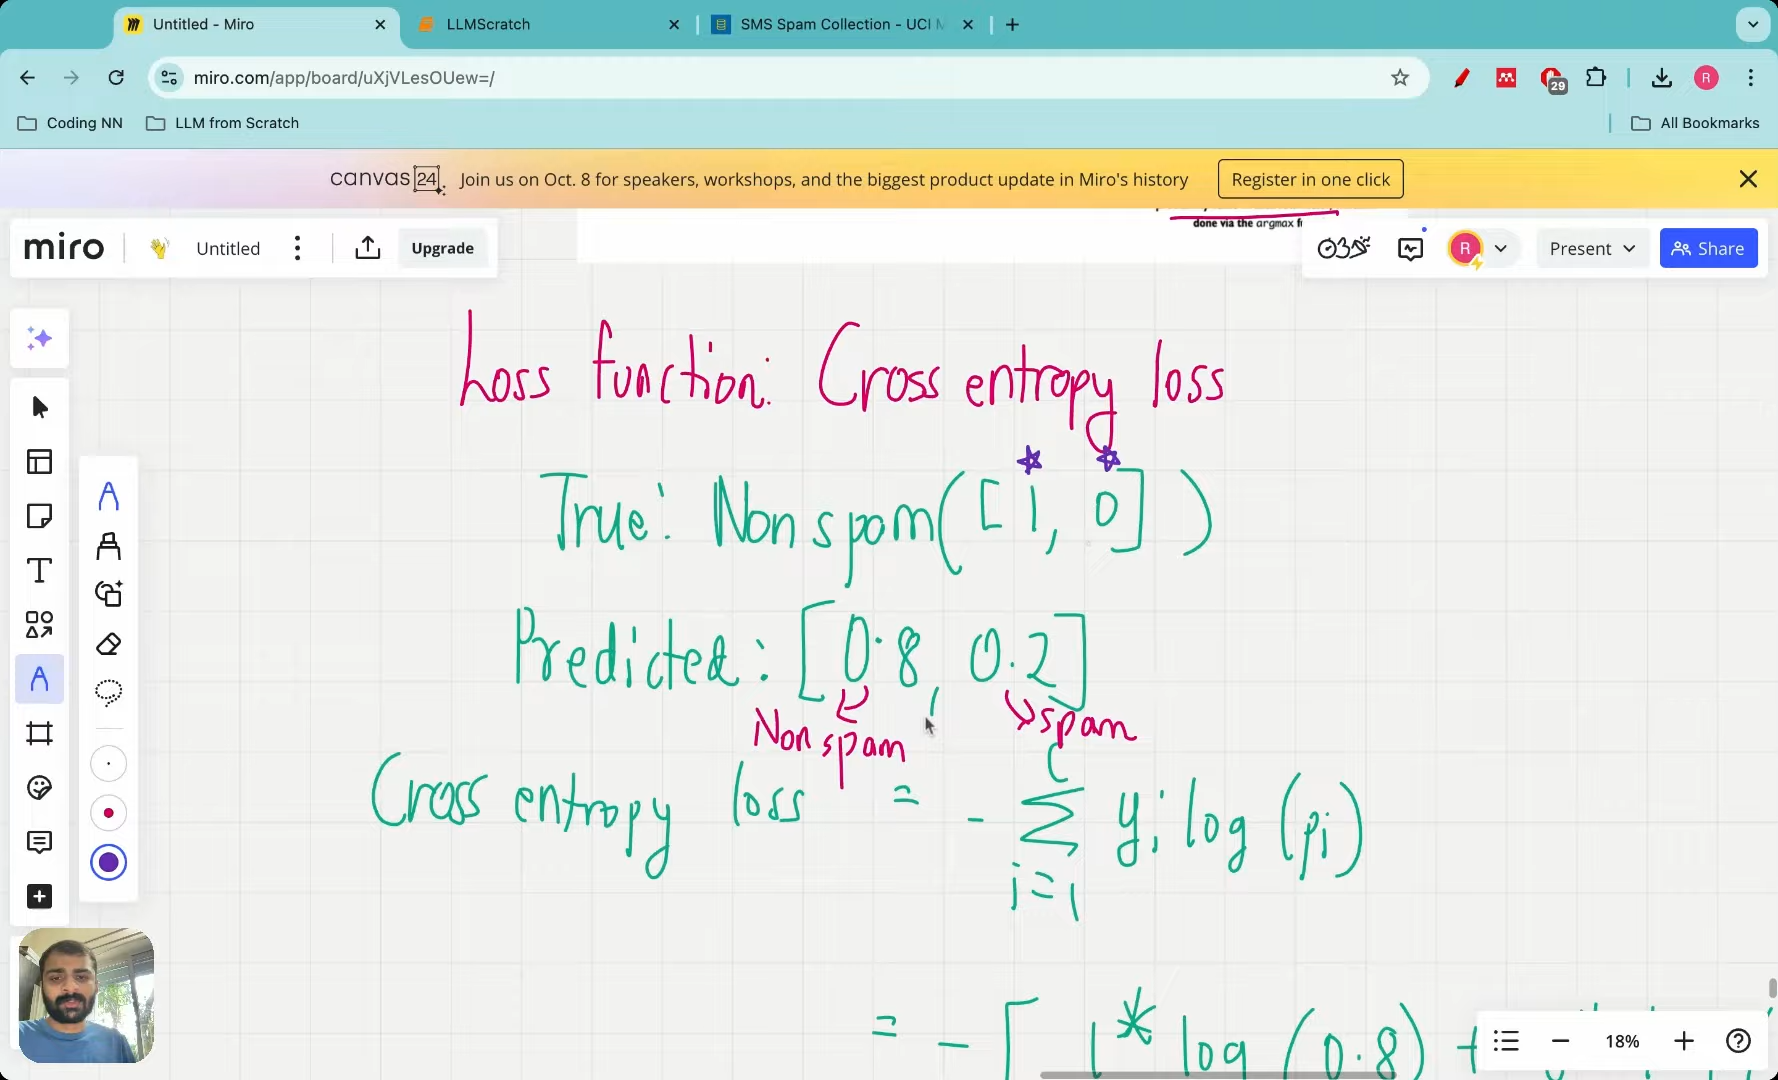 Untitled - Miro
LLMScratch
SMS Spam Collection - UCI M
miro.com/app/board/uXjVLesOUew=/
29
R
Coding NN
LLM from Scratch
All Bookmarks
canvas 24 Join us on Oct. 8 for speakers, workshops, and the biggest product update in Miro's history
Register in one click
done via the argmax f
miro
Untitled
Upgrade
R
Present
Share
Loss function: Cross entropy loss
True: Non spam ([1, 0])
Predicted: [0.8, 0.2]
Non spam
spam
Cross entropy loss = - C ∑ i=1 yi log (pi)
= - [ 1 * log (0.8) +
18%